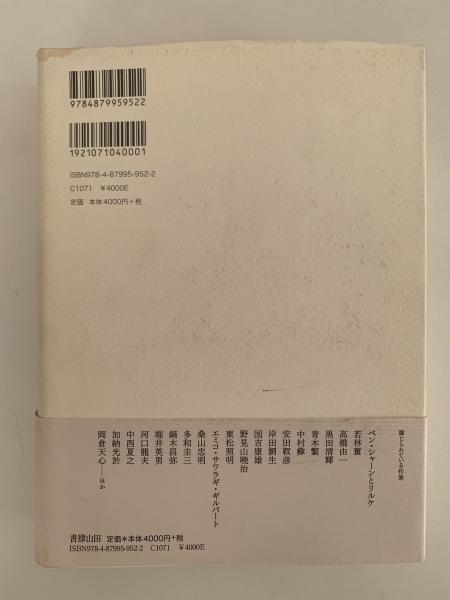 9784879959522
1921071040001
ISBN978-4-87995-952-2
C1071 ¥4000E
定価 本体4000円+税
論じられている作家
ベン・シャーンとリルケ
若林奮
高橋由一
黒田清輝
青木繁
中村彝
安田靫彦
岸田劉生
国吉康雄
野見山暁治
東松照明
エミコ・サワラギ・ギルバート
桑山忠明
多和圭三
鏑木昌弥
堀井英男
河口龍夫
中西夏之
加納光於
岡倉天心——ほか
書肆山田 定価*本体4000円+税
ISBN978-4-87995-952-2 C1071 ¥4000E